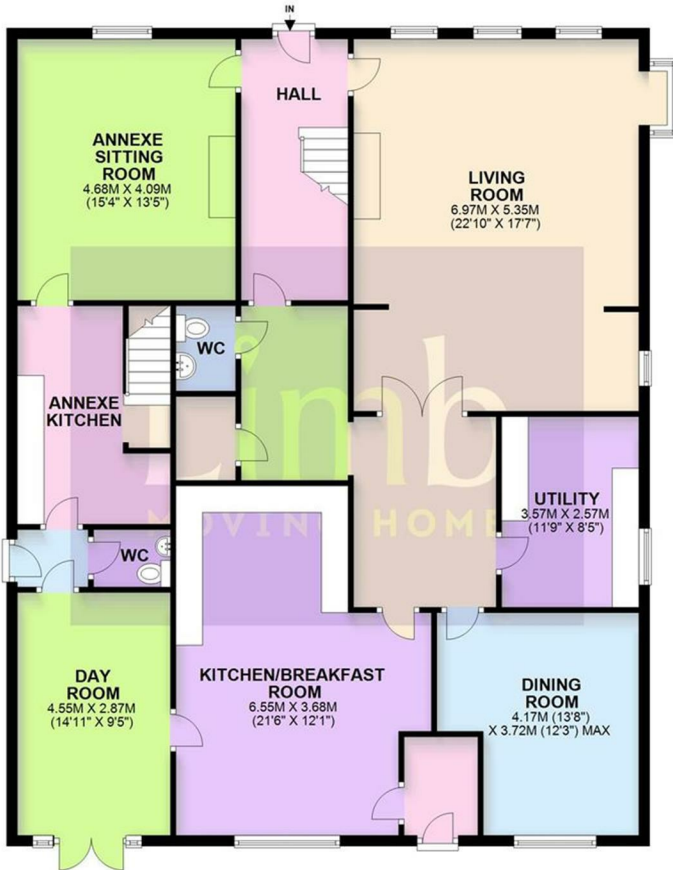 IN
HALL
ANNEXE
SITTING
ROOM
4.68M X 4.09M
(15'4" X 13'5")
LIVING
ROOM
6.97M X 5.35M
(22'10" X 17'7")
WC
ANNEXE
KITCHEN
Limb
MOVING HOME
UTILITY
3.57M X 2.57M
(11'9" X 8'5")
WC
DAY
ROOM
4.55M X 2.87M
(14'11" X 9'5")
KITCHEN/BREAKFAST
ROOM
6.55M X 3.68M
(21'6" X 12'1")
DINING
ROOM
4.17M (13'8")
X 3.72M (12'3") MAX